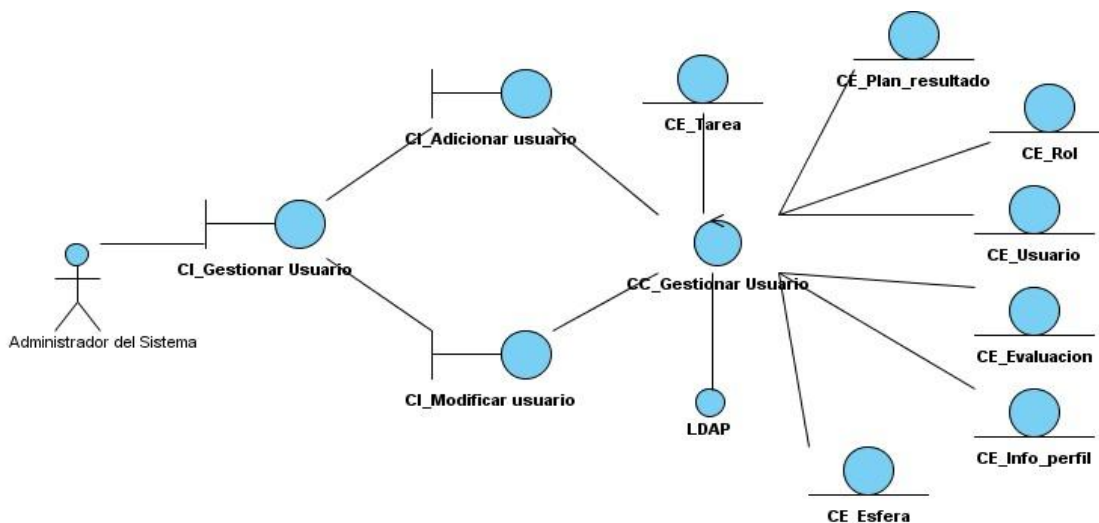 CE_Plan_resultado
CI_Adicionar usuario
CE_Tarea
CE_Rol
CI_Gestionar Usuario
CC_Gestionar Usuario
CE_Usuario
Administrador del Sistema
CE_Evaluacion
CI_Modificar usuario
LDAP
CE_Info_perfil
CE_Esfera